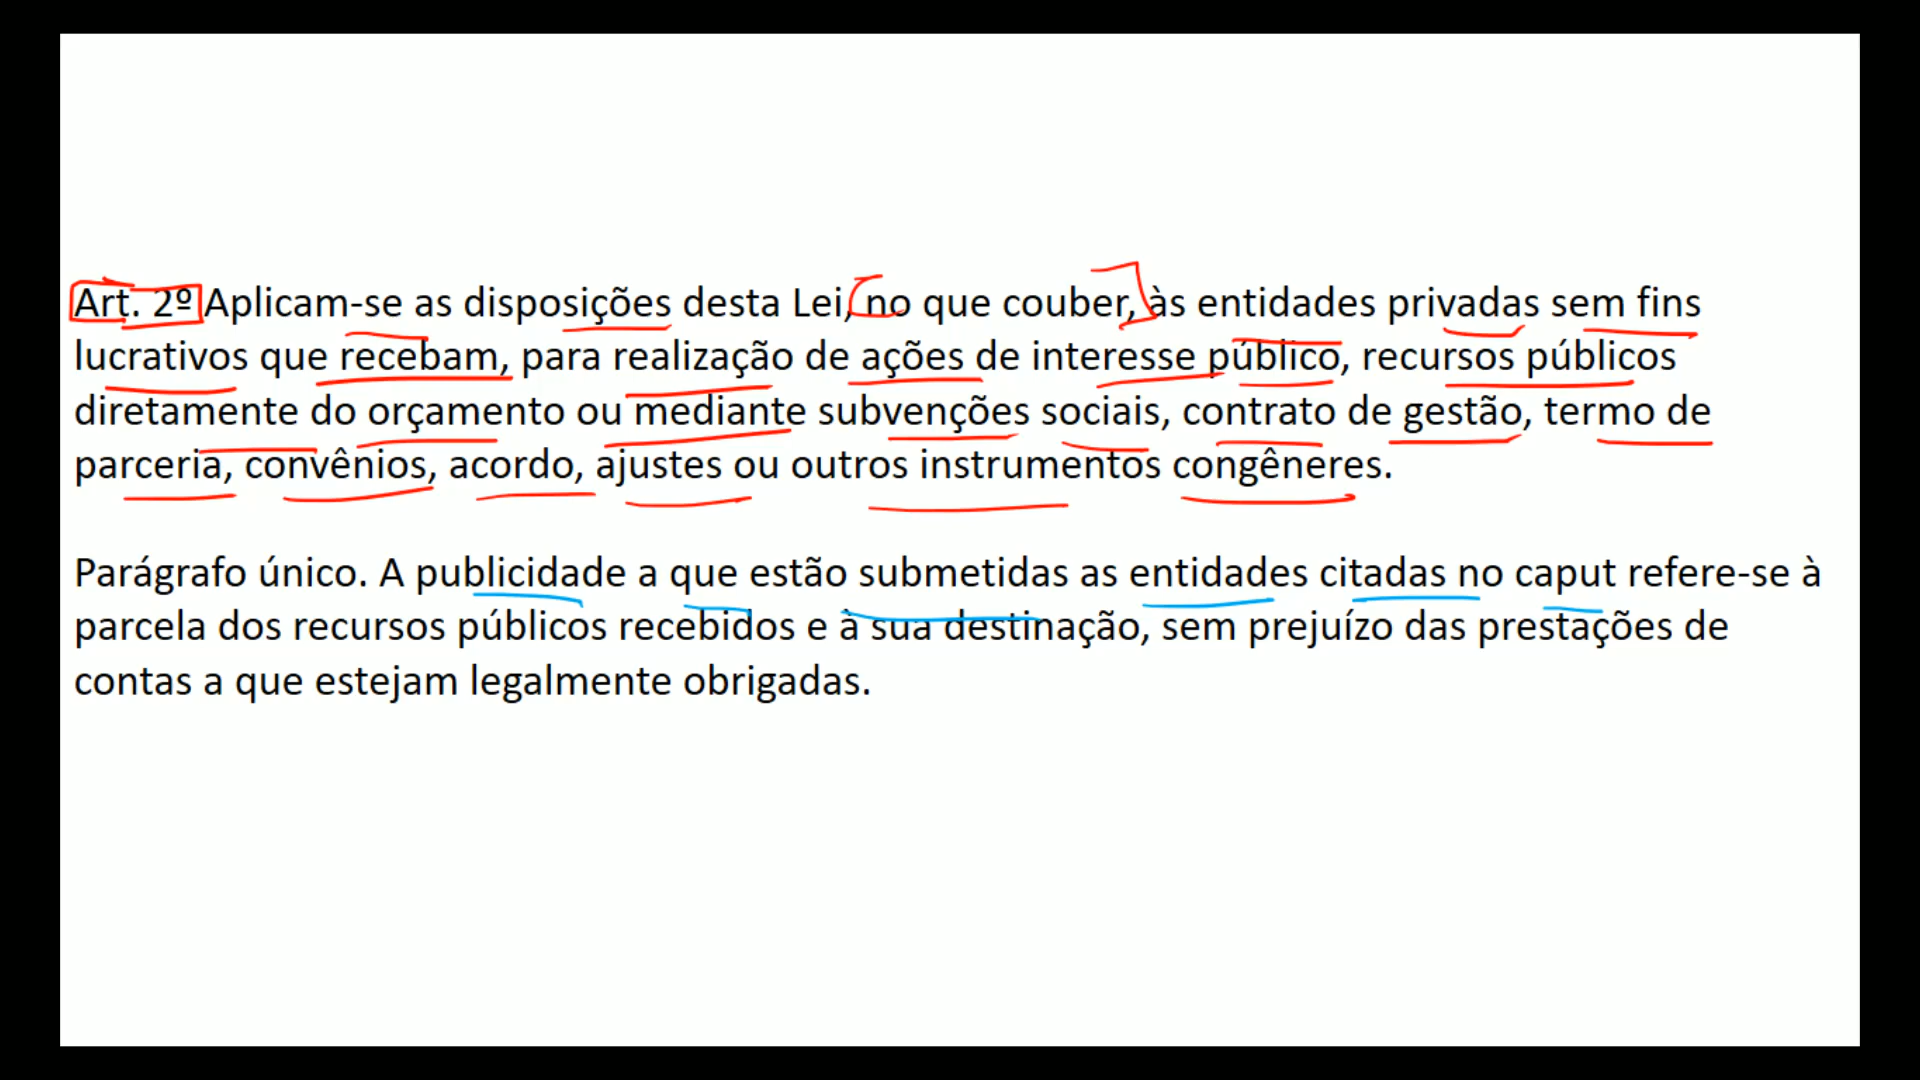 Art. 2º Aplicam-se as disposições desta Lei, no que couber, às entidades privadas sem fins
lucrativos que recebam, para realização de ações de interesse público, recursos públicos
diretamente do orçamento ou mediante subvenções sociais, contrato de gestão, termo de
parceria, convênios, acordo, ajustes ou outros instrumentos congêneres.
Parágrafo único. A publicidade a que estão submetidas as entidades citadas no caput refere-se à
parcela dos recursos públicos recebidos e à sua destinação, sem prejuízo das prestações de
contas a que estejam legalmente obrigadas.